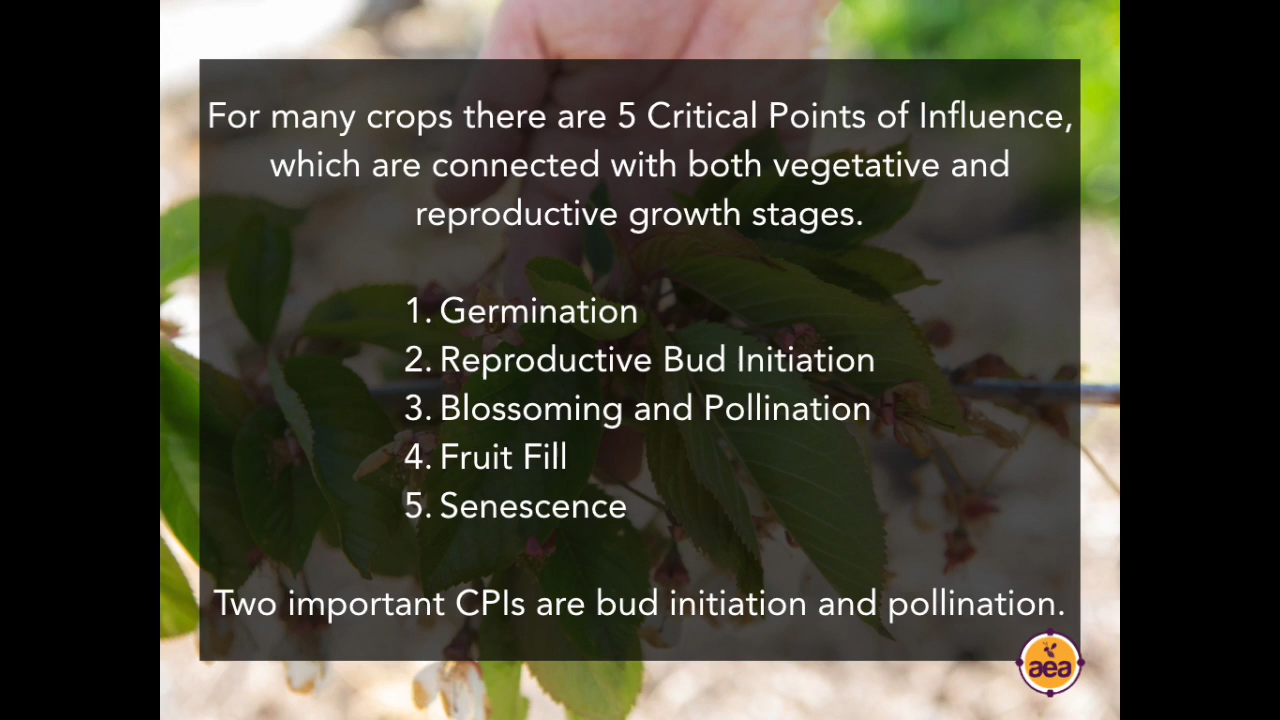 For many crops there are 5 Critical Points of Influence,
which are connected with both vegetative and
reproductive growth stages.
1. Germination
2. Reproductive Bud Initiation
3. Blossoming and Pollination
4. Fruit Fill
5. Senescence
Two important CPIs are bud initiation and pollination.
aea